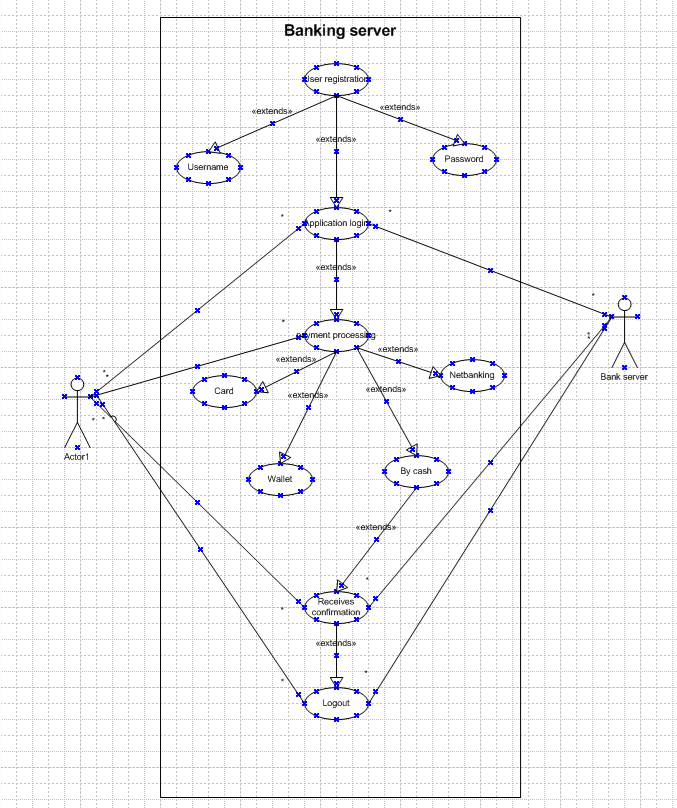 Banking server
User registration
«extends»
«extends»
«extends»
Username
Password
*
*
Application login
«extends»
*
*
Payment processing
«extends»
«extends»
Card
Netbanking
*
*
*
Bank server
«extends»
«extends»
*
*
*
Actor1
Wallet
By cash
«extends»
*
Receives
confirmation
*
«extends»
*
*
Logout